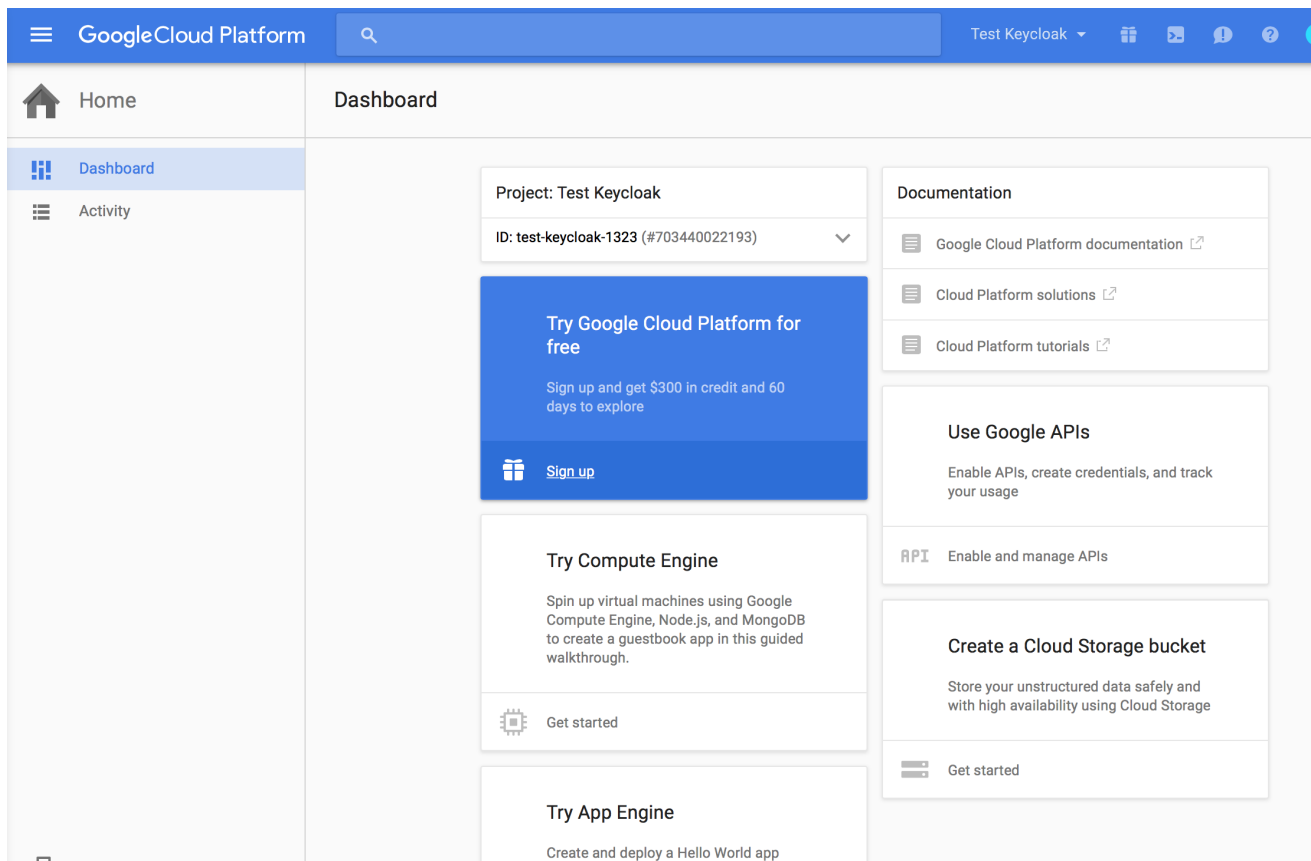 Google Cloud Platform
Test Keycloak
Home
Dashboard
Dashboard
Activity
Project: Test Keycloak
ID: test-keycloak-1323 (#703440022193)
Try Google Cloud Platform for
free
Sign up and get $300 in credit and 60
days to explore
Sign up
Try Compute Engine
Spin up virtual machines using Google
Compute Engine, Node.js, and MongoDB
to create a guestbook app in this guided
walkthrough.
Get started
Try App Engine
Create and deploy a Hello World app
Documentation
Google Cloud Platform documentation
Cloud Platform solutions
Cloud Platform tutorials
Use Google APIs
Enable APIs, create credentials, and track
your usage
API Enable and manage APIs
Create a Cloud Storage bucket
Store your unstructured data safely and
with high availability using Cloud Storage
Get started